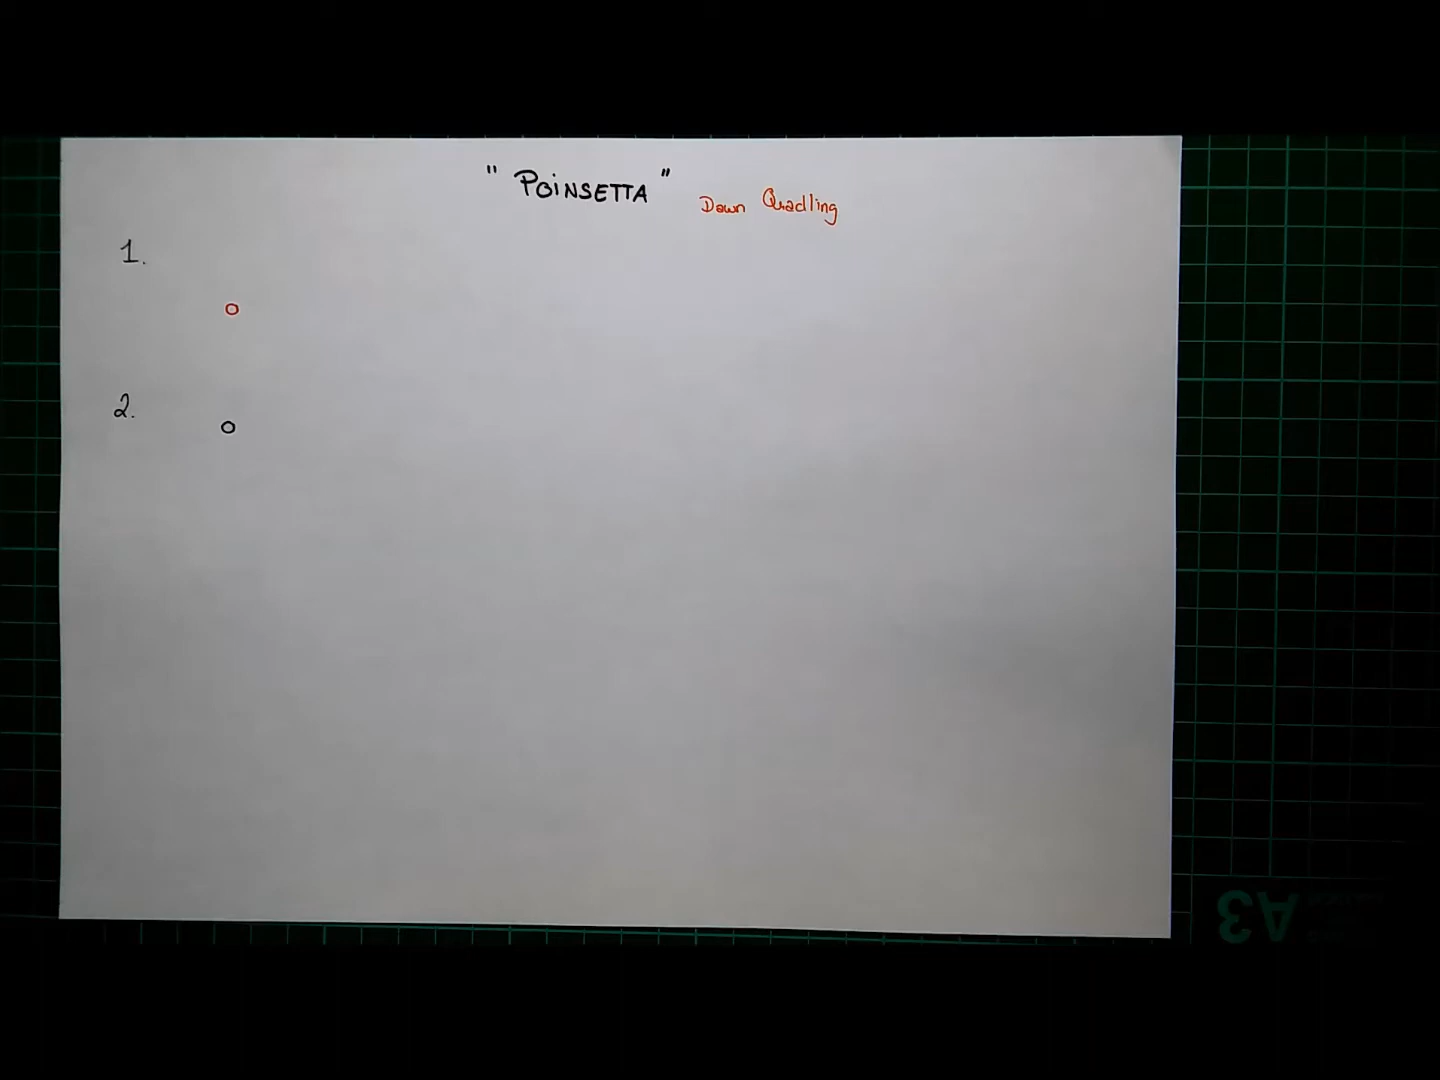 " POINSETTA " Dawn Quadling
1.
2.
A3